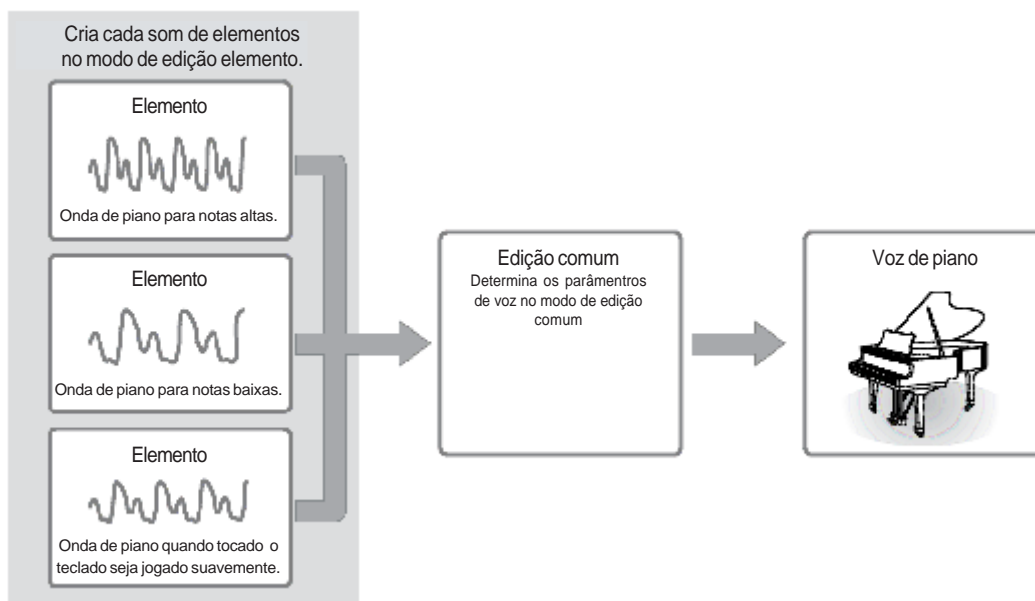 Cria cada som de elementos
no modo de edição elemento.
Elemento
Onda de piano para notas altas.
Elemento
Onda de piano para notas baixas.
Elemento
Onda de piano quando tocado o
teclado seja jogado suavemente.
Edição comum
Determina os parâmentros
de voz no modo de edição
comum
Voz de piano